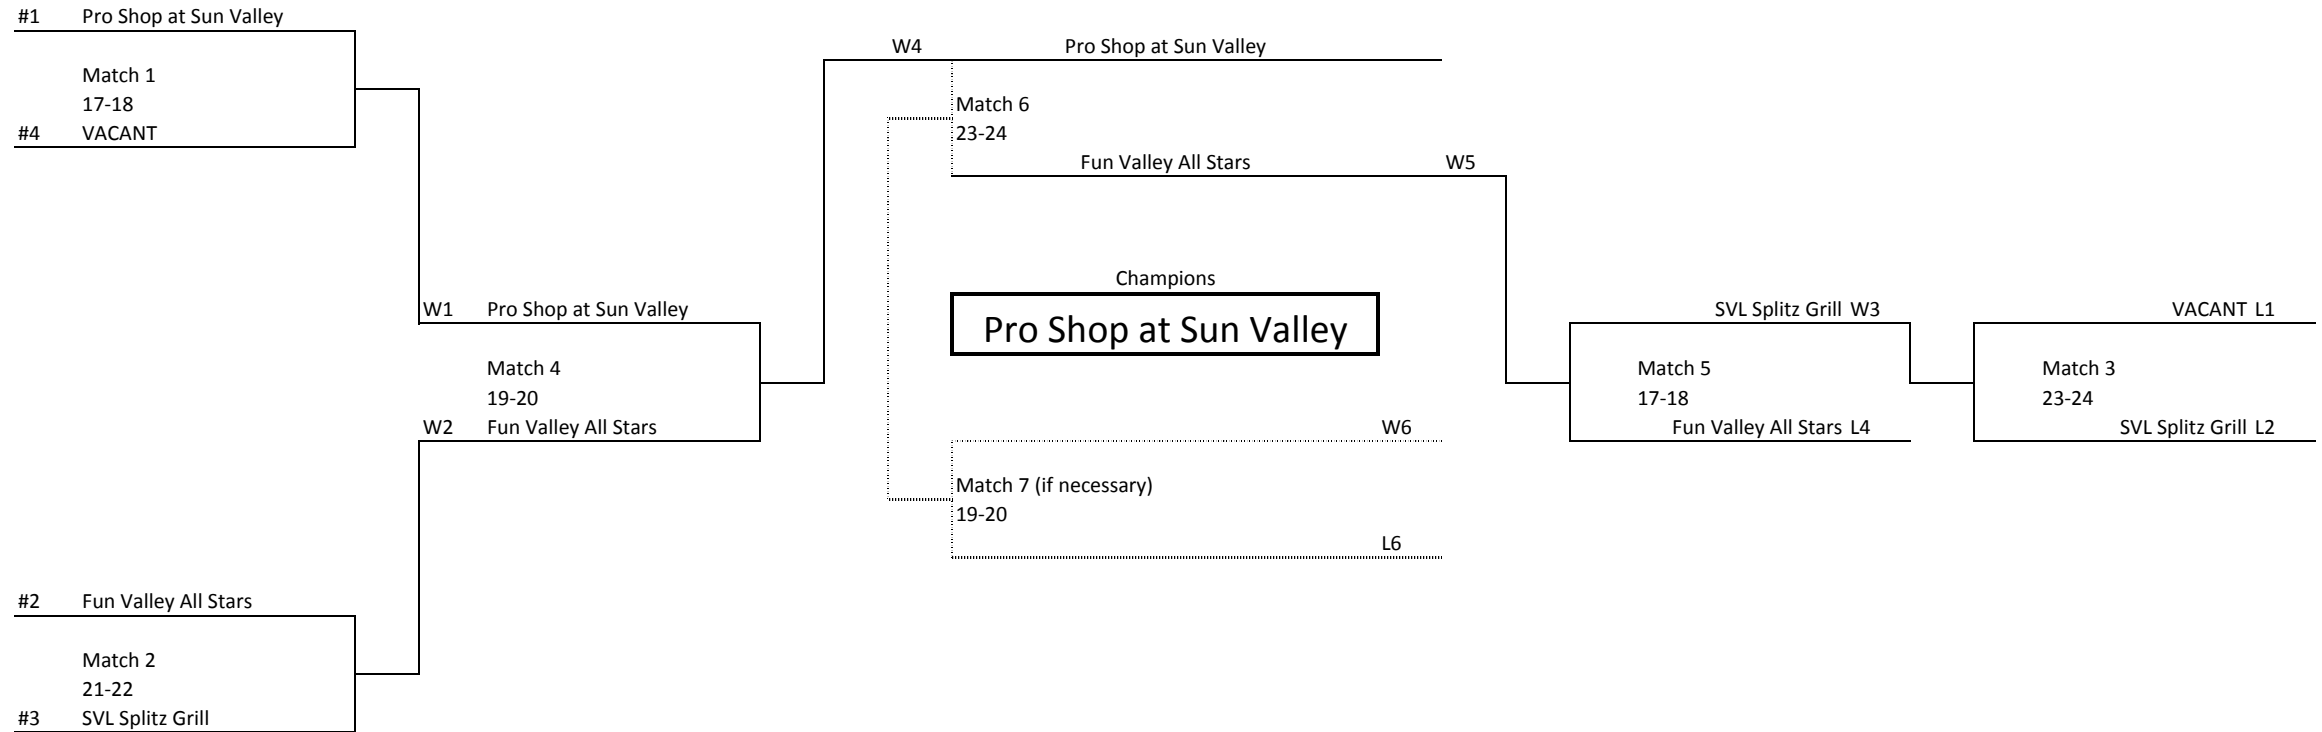 #1 Pro Shop at Sun Valley
Match 1
17-18
#4 VACANT
W4 Pro Shop at Sun Valley
Match 6
23-24
Fun Valley All Stars W5
Champions
Pro Shop at Sun Valley
W1 Pro Shop at Sun Valley
Match 4
19-20
W2 Fun Valley All Stars
SVL Splitz Grill W3
Match 5
17-18
Fun Valley All Stars L4
VACANT L1
Match 3
23-24
SVL Splitz Grill L2
W6
Match 7 (if necessary)
19-20
L6
#2 Fun Valley All Stars
Match 2
21-22
#3 SVL Splitz Grill